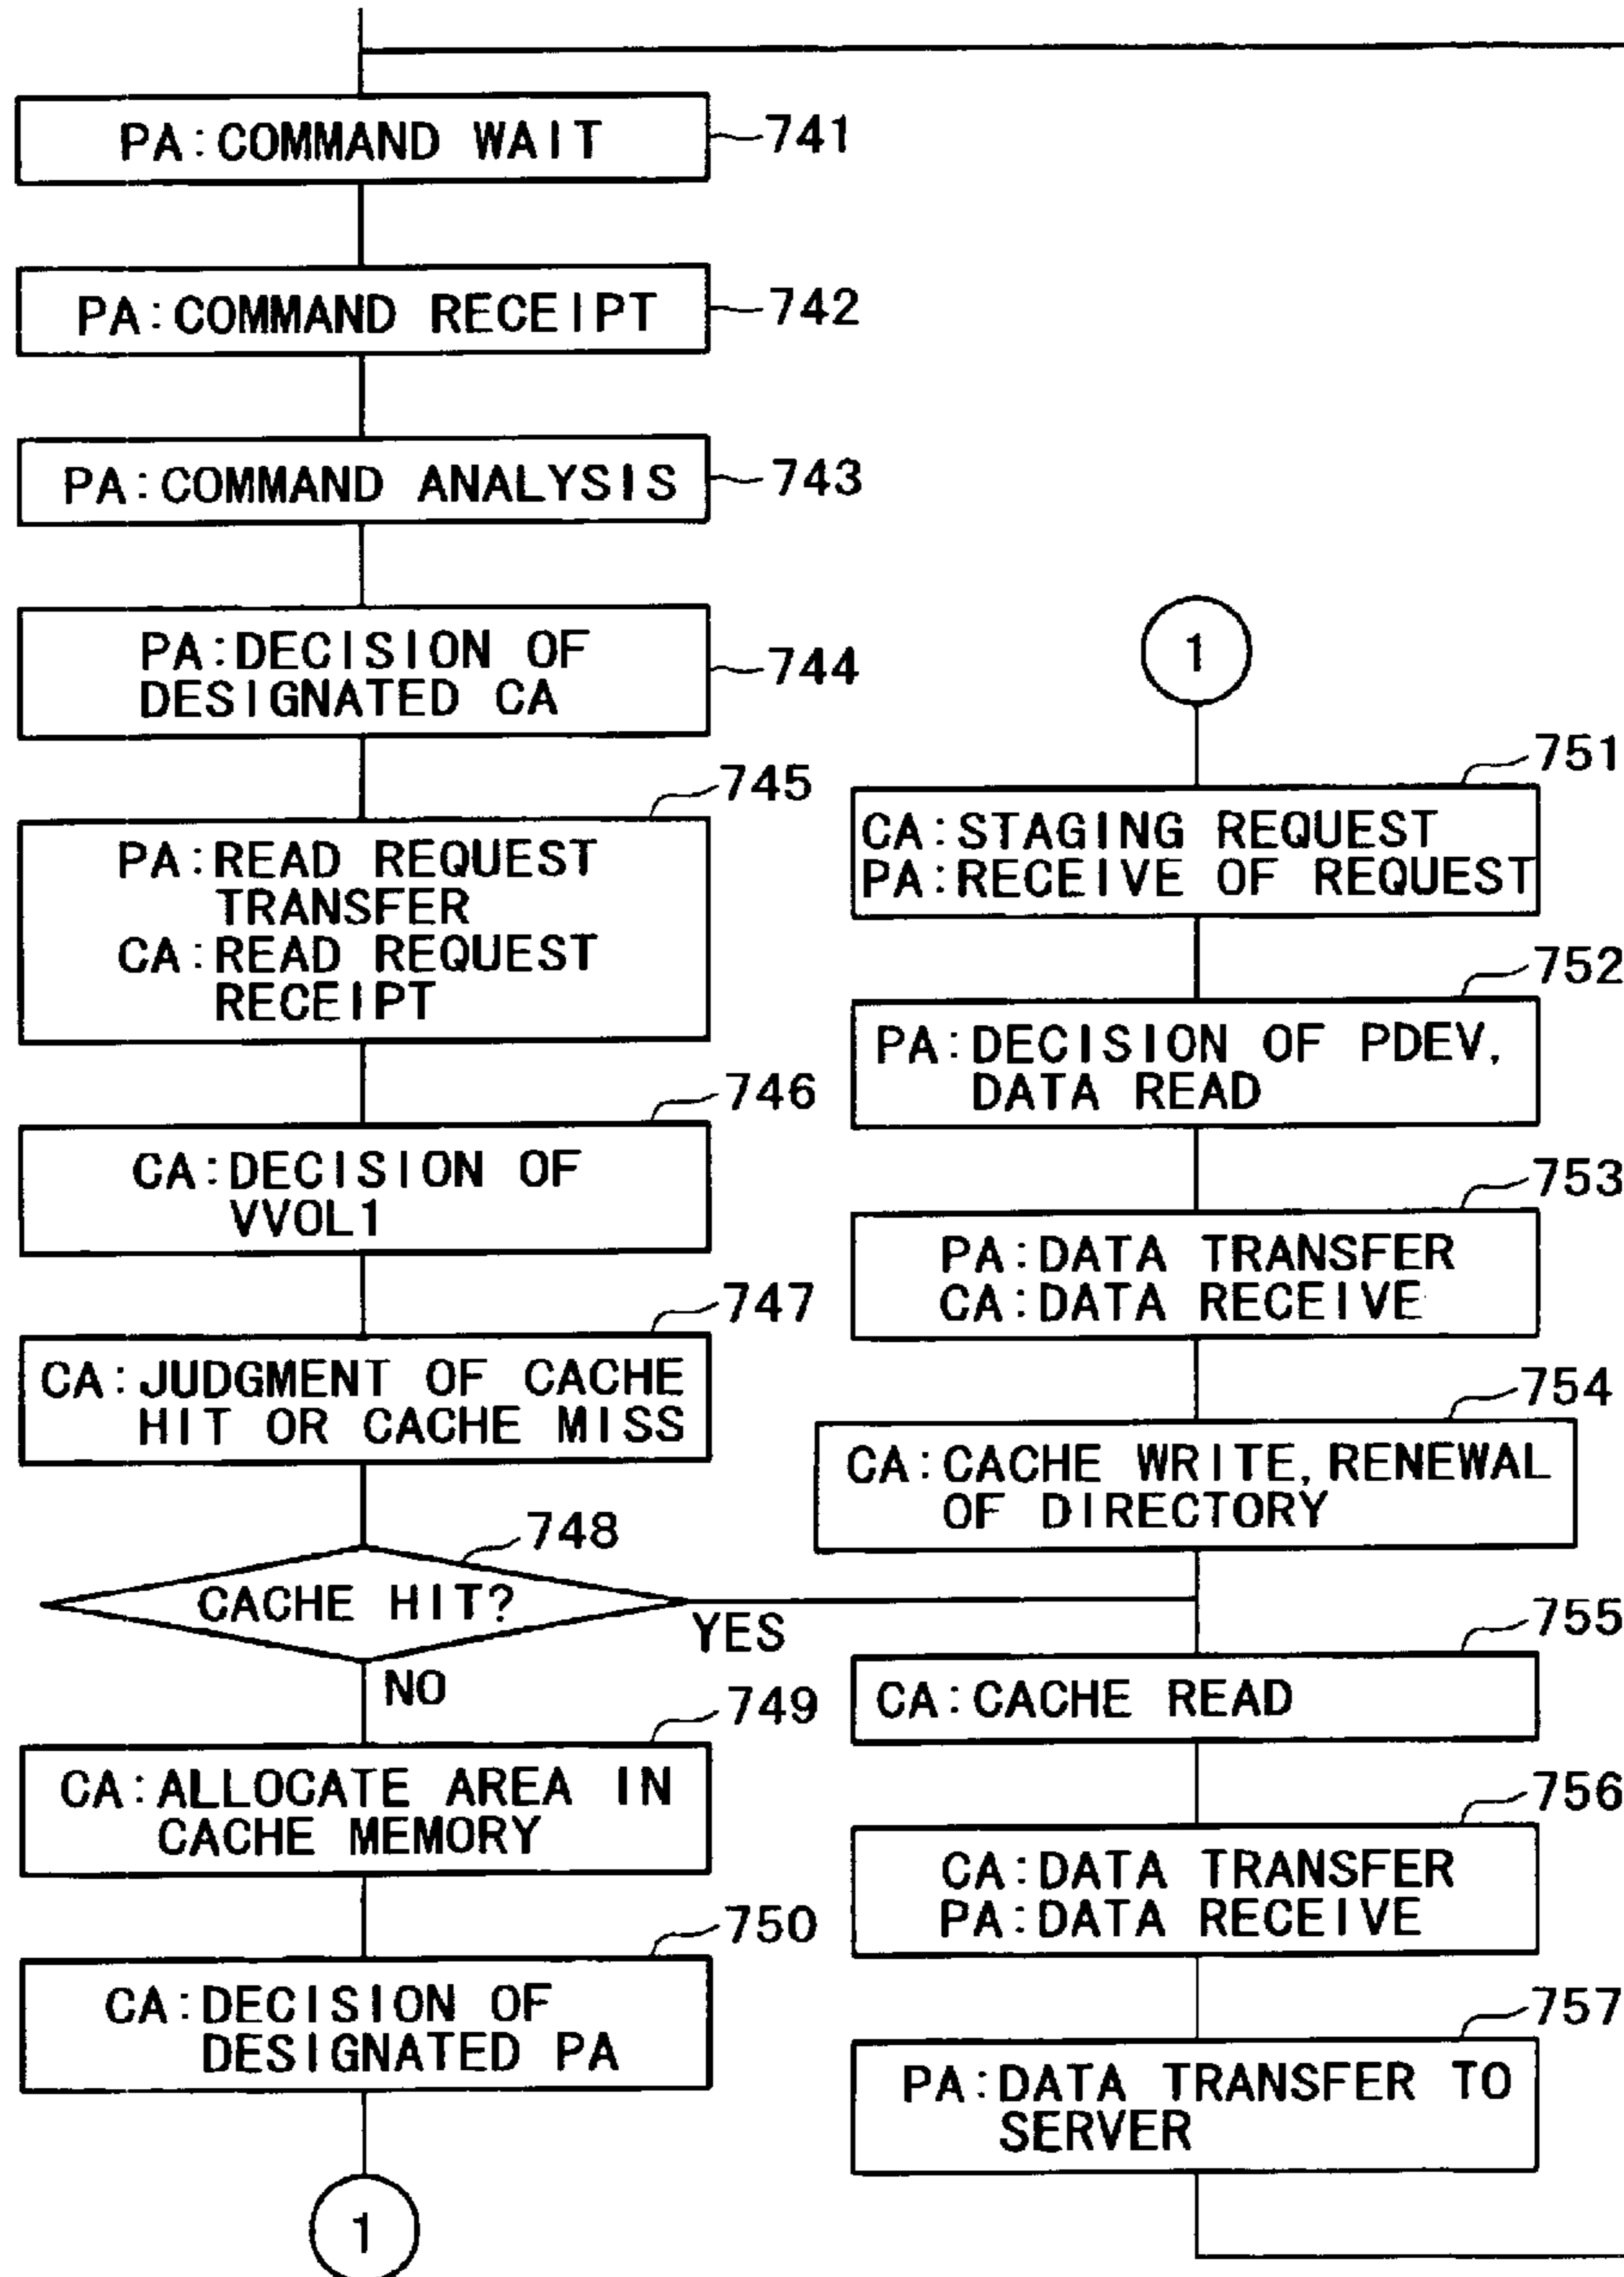 PA:COMMAND WAIT
741
PA:COMMAND RECEIPT
742
PA:COMMAND ANALYSIS
743
PA:DECISION OF
DESIGNATED CA
744
745
PA:READ REQUEST
TRANSFER
CA:READ REQUEST
RECEIPT
746
CA:DECISION OF
VVOL1
747
CA:JUDGMENT OF CACHE
HIT OR CACHE MISS
748
CACHE HIT?
YES
NO
749
CA:ALLOCATE AREA IN
CACHE MEMORY
750
CA:DECISION OF
DESIGNATED PA
1
1
751
CA:STAGING REQUEST
PA:RECEIVE OF REQUEST
752
PA:DECISION OF PDEV,
DATA READ
753
PA:DATA TRANSFER
CA:DATA RECEIVE
754
CA:CACHE WRITE,RENEWAL
OF DIRECTORY
755
CA:CACHE READ
756
CA:DATA TRANSFER
PA:DATA RECEIVE
757
PA:DATA TRANSFER TO
SERVER